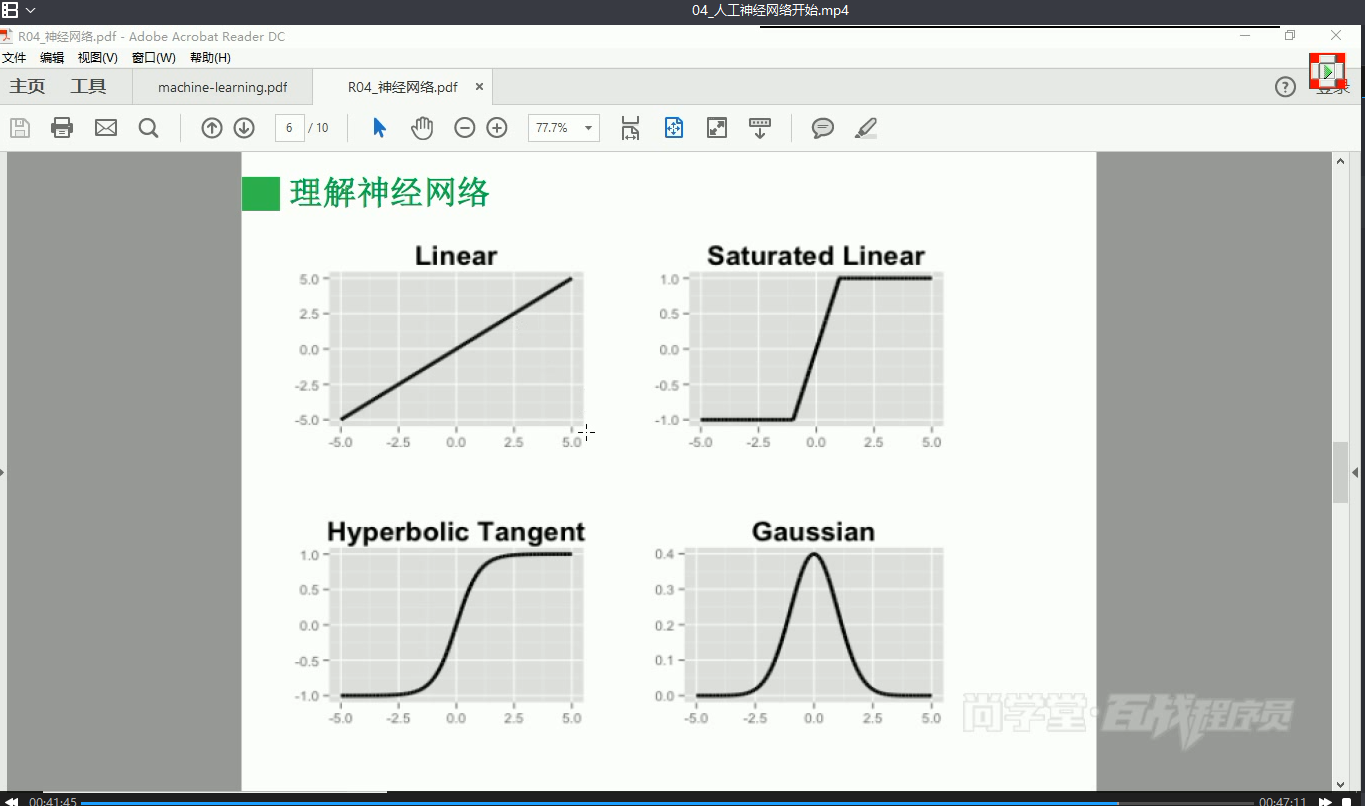 04_人工神经网络开始.mp4
R04_神经网络.pdf - Adobe Acrobat Reader DC
文件 编辑 视图(V) 窗口(W) 帮助(H)
主页 工具 machine-learning.pdf R04_神经网络.pdf × ? 登录
6 / 10 77.7%
理解神经网络
Linear
5.0
2.5
0.0
-2.5
-5.0
-5.0 -2.5 0.0 2.5 5.0
Saturated Linear
1.0
0.5
0.0
-0.5
-1.0
-5.0 -2.5 0.0 2.5 5.0
Hyperbolic Tangent
1.0
0.5
0.0
-0.5
-1.0
-5.0 -2.5 0.0 2.5 5.0
Gaussian
0.4
0.3
0.2
0.1
0.0
-5.0 -2.5 0.0 2.5 5.0
尚学堂·百战程序员
00:41:45 00:47:11